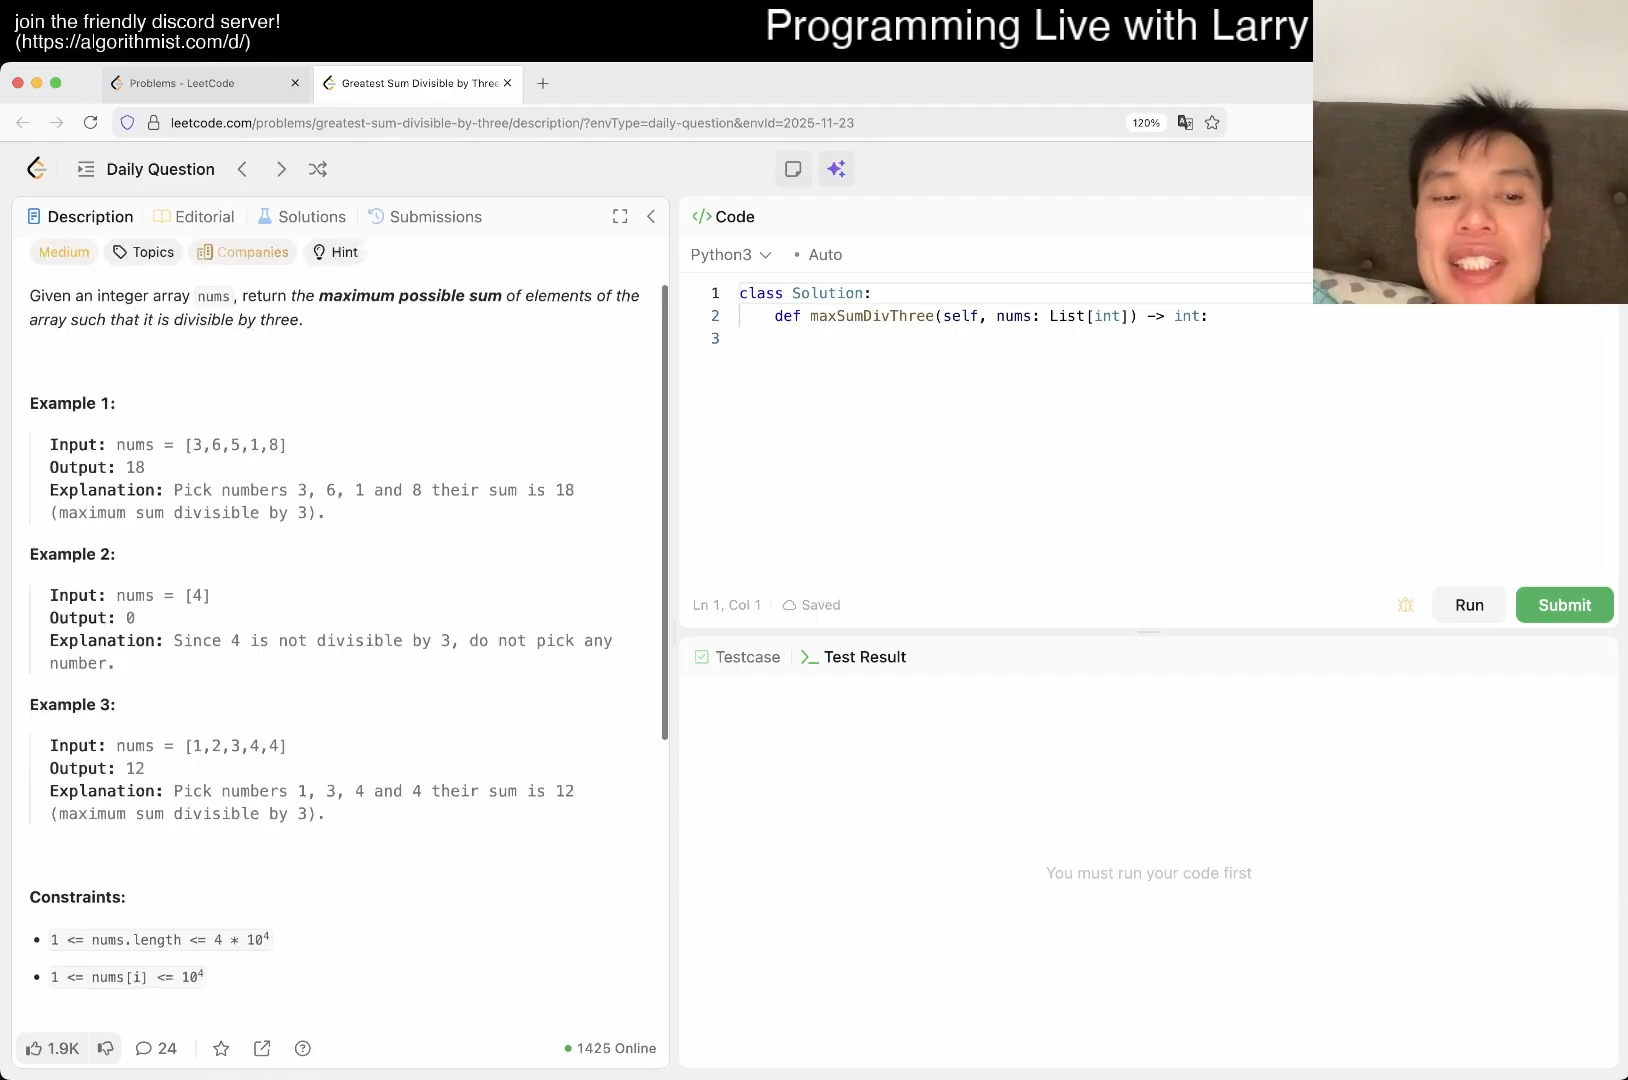 join the friendly discord server!
(https://algorithmist.com/d/)
Programming Live with Larry
Problems - LeetCode
Greatest Sum Divisible by Three
leetcode.com/problems/greatest-sum-divisible-by-three/description/?envType=daily-question&envId=2025-11-23
120%
Daily Question
Description
Editorial
Solutions
Submissions
Medium
Topics
Companies
Hint
Given an integer array nums, return the maximum possible sum of elements of the
array such that it is divisible by three.
Example 1:
Input: nums = [3,6,5,1,8]
Output: 18
Explanation: Pick numbers 3, 6, 1 and 8 their sum is 18
(maximum sum divisible by 3).
Example 2:
Input: nums = [4]
Output: 0
Explanation: Since 4 is not divisible by 3, do not pick any
number.
Example 3:
Input: nums = [1,2,3,4,4]
Output: 12
Explanation: Pick numbers 1, 3, 4 and 4 their sum is 12
(maximum sum divisible by 3).
Constraints:
• 1 <= nums.length <= 4 * 10⁴
• 1 <= nums[i] <= 10⁴
1.9K
24
1425 Online
</> Code
Python3
• Auto
1 class Solution:
2 def maxSumDivThree(self, nums: List[int]) -> int:
3
Ln 1, Col 1
Saved
Run
Submit
Testcase
>_ Test Result
You must run your code first